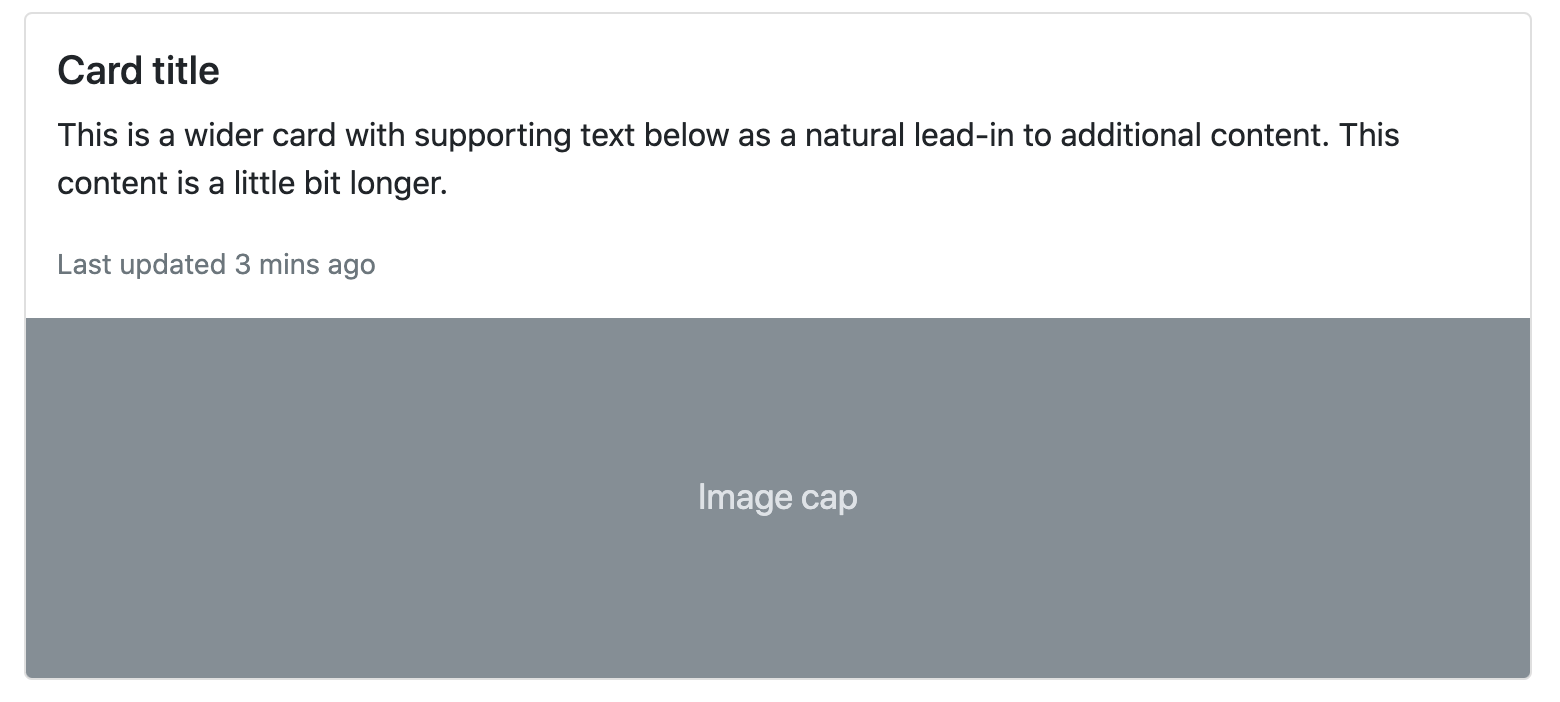 Card title
This is a wider card with supporting text below as a natural lead-in to additional content. This
content is a little bit longer.
Last updated 3 mins ago
Image cap